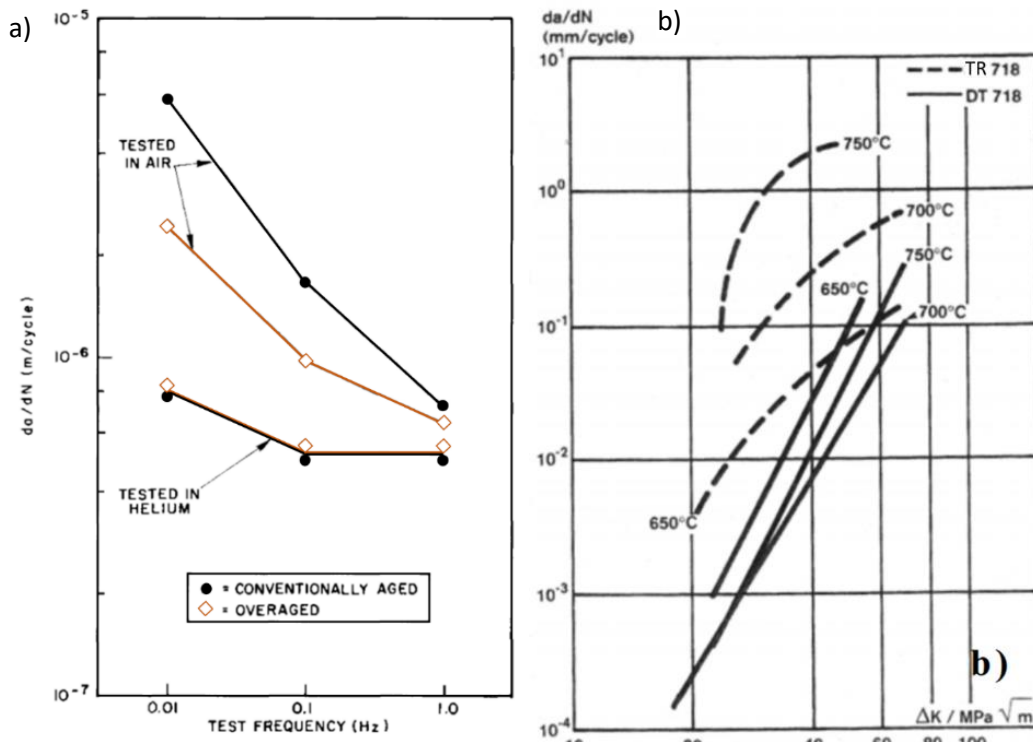 a)
10⁻⁵
10⁻⁶
10⁻⁷
da/dN (m/cycle)
TESTED
IN AIR
TESTED IN
HELIUM
● = CONVENTIONALLY AGED
◇ = OVERAGED
0.01
0.1
1.0
TEST FREQUENCY (Hz)
da/dN
(mm/cycle)
b)
10¹
10⁰
10⁻¹
10⁻²
10⁻³
10⁻⁴
TR 718
DT 718
750°C
700°C
750°C
650°C
700°C
650°C
b)
ΔK / MPa √m
40
60
80
100